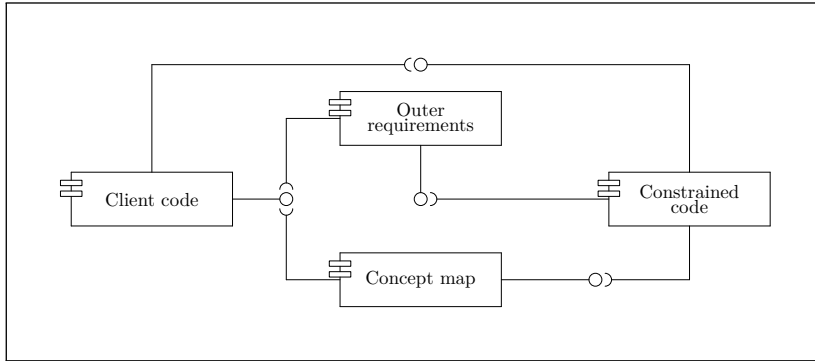 Outer
requirements
Client code
Constrained
code
Concept map